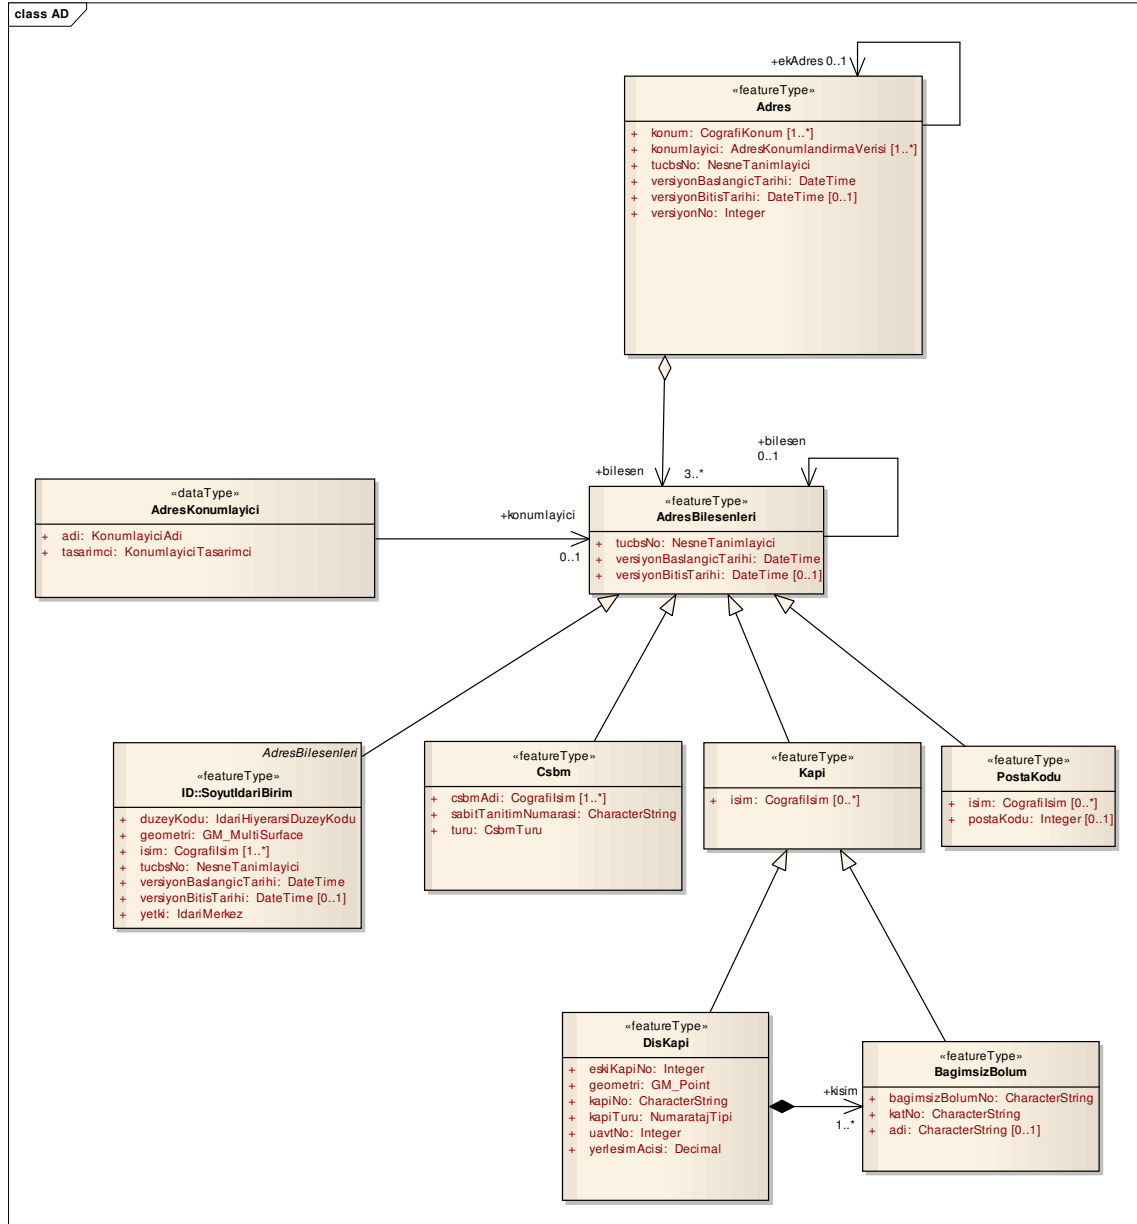 class AD
+ekAdres 0..1
«featureType»
Adres
+ konum: CografiKonum [1..*]
+ konumlayici: AdresKonumlandirmaVerisi [1..*]
+ tucbsNo: NesneTanimlayici
+ versiyonBaslangicTarihi: DateTime
+ versiyonBitisTarihi: DateTime [0..1]
+ versiyonNo: Integer
+bilesen
0..1
+bilesen
3..*
«dataType»
AdresKonumlayici
+ adi: KonumlayiciAdi
+ tasarimci: KonumlayiciTasarimci
+konumlayici
0..1
«featureType»
AdresBilesenleri
+ tucbsNo: NesneTanimlayici
+ versiyonBaslangicTarihi: DateTime
+ versiyonBitisTarihi: DateTime [0..1]
AdresBilesenleri
«featureType»
ID::SoyutIdariBirim
+ duzeyKodu: IdariHiyerarsiDuzeyKodu
+ geometri: GM_MultiSurface
+ isim: CografiIsim [1..*]
+ tucbsNo: NesneTanimlayici
+ versiyonBaslangicTarihi: DateTime
+ versiyonBitisTarihi: DateTime [0..1]
+ yetki: IdariMerkez
«featureType»
Csbm
+ csbmAdi: CografiIsim [1..*]
+ sabitTanitimNumarasi: CharacterString
+ turu: CsbmTuru
«featureType»
Kapi
+ isim: CografiIsim [0..*]
«featureType»
PostaKodu
+ isim: CografiIsim [0..*]
+ postaKodu: Integer [0..1]
«featureType»
DisKapi
+ eskiKapiNo: Integer
+ geometri: GM_Point
+ kapiNo: CharacterString
+ kapiTuru: NumaratajTipi
+ uavtNo: Integer
+ yerlesimAcisi: Decimal
+kisim
1..*
«featureType»
BagimsizBolum
+ bagimsizBolumNo: CharacterString
+ katNo: CharacterString
+ adi: CharacterString [0..1]